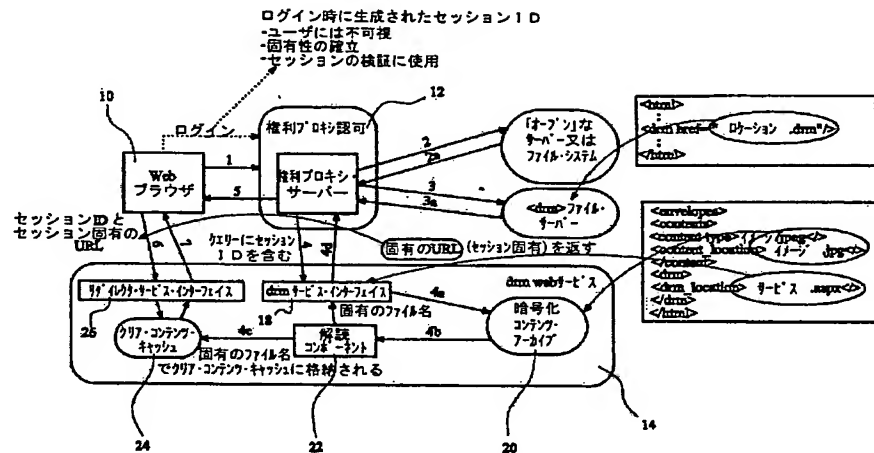 ログイン時に生成されたセッションID
-ユーザには不可視
-固有性の確立
-セッションの検証に使用
10
ログイン
12
権利プロキシ認可
Web
ブラウザ
1
5
権利プロキシ・
サーバー
2
2a
3
3a
「オープン」な
サーバー又は
ファイル・システム
<drm>ファイル・
サーバー
<html>
:
ロケーション .drm"/>
:
</html>
セッションIDと
セッション固有の
URL
6
7
クエリーにセッション
IDを含む
4
4d
固有のURL
(セッション固有)を返す
<envelopes>
<contents>
イメージ
.jpg</>
<drm>
<drm_location>
サービス .aspx</>
</drm>
</html>
drm webサービス
リダイレクタ・サービス・インターフェイス
26
drm サービス・インターフェイス
18
固有のファイル名
4a
暗号化
コンテンツ・
アーカイブ
クリア・コンテンツ・
キャッシュ
4c
解読
コンポーネント
4b
固有のファイル名
でクリア・コンテンツ・キャッシュに格納される
24
22
20
14